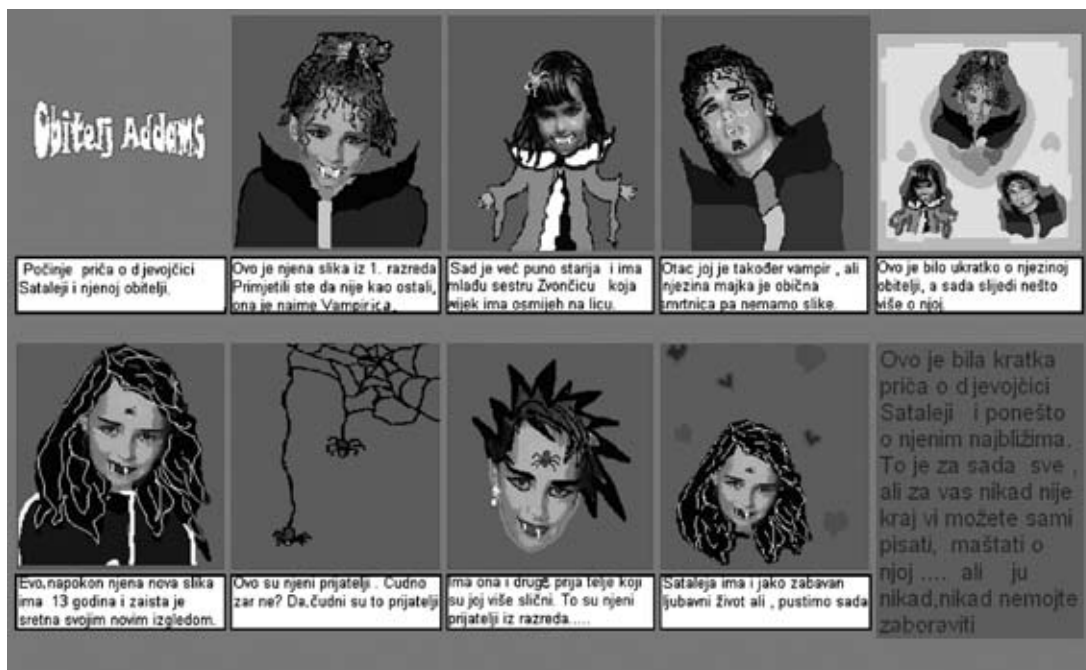 Obitelj Addams
Počinje priča o djevojčici
Sataleji i njenoj obitelji.
Ovo je njena slika iz 1. razreda
Primjetili ste da nije kao ostali,
ona je naime Vampirica.
Sad je već puno starija i ima
mlađu sestru Zvončicu koja
vijek ima osmijeh na licu.
Otac joj je također vampir , ali
njezina majka je obična
smrtnica pa nemamo slike.
Ovo je bilo ukratko o njezinoj
obitelji, a sada slijedi nešto
više o njoj.
Evo,napokon njena nova slika
ima 13 godina i zaista je
sretna svojim novim izgledom.
Ovo su njeni prijatelji . Čudno
zar ne? Da,čudni su to prijatelji
Ima ona i druge prijatelje koji
su joj više slični. To su njeni
prijatelji iz razreda.....
Sataleja ima i jako zabavan
ljubavni život ali , pustimo sada
Ovo je bila kratka
priča o djevojčici
Sataleji i ponešto
o njenim najbližima.
To je za sada sve ,
ali za vas nikad nije
kraj vi možete sami
pisati, maštati o
njoj .... ali ju
nikad,nikad nemojte
zaboraviti